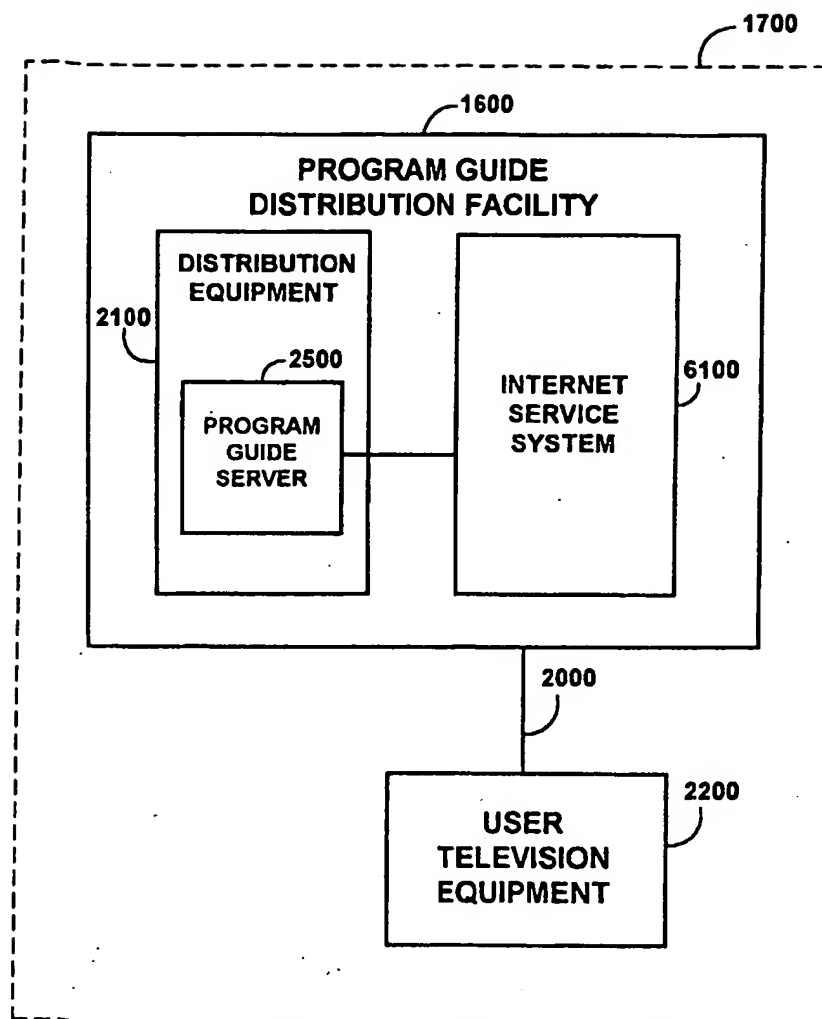 1700
1600
PROGRAM GUIDE
DISTRIBUTION FACILITY
DISTRIBUTION
EQUIPMENT
2100
2500
PROGRAM
GUIDE
SERVER
INTERNET
SERVICE
SYSTEM
6100
2000
USER
TELEVISION
EQUIPMENT
2200